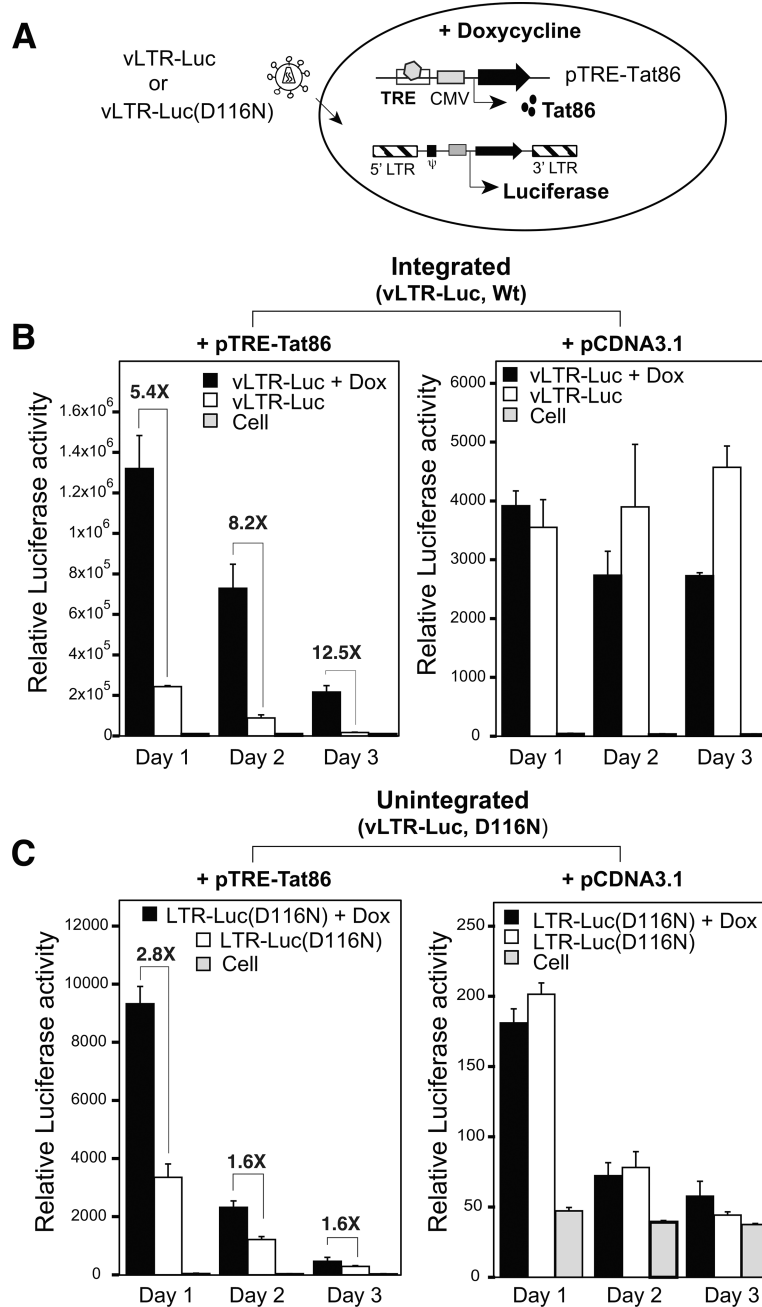 A
vLTR-Luc
or
vLTR-Luc(D116N)
+ Doxycycline
pTRE-Tat86
TRE
CMV
Tat86
5' LTR
Ψ
3' LTR
Luciferase
Integrated
(vLTR-Luc, Wt)
B
+ pTRE-Tat86
Relative Luciferase activity
vLTR-Luc + Dox
vLTR-Luc
Cell
5.4X
8.2X
12.5X
1.6x10⁶
1.4x10⁶
1.2x10⁶
1x10⁶
8x10⁵
6x10⁵
4x10⁵
2x10⁵
0
Day 1 Day 2 Day 3
+ pCDNA3.1
Relative Luciferase activity
vLTR-Luc + Dox
vLTR-Luc
Cell
6000
5000
4000
3000
2000
1000
0
Day 1 Day 2 Day 3
Unintegrated
(vLTR-Luc, D116N)
C
+ pTRE-Tat86
Relative Luciferase activity
LTR-Luc(D116N) + Dox
LTR-Luc(D116N)
Cell
2.8X
1.6X
1.6X
12000
10000
8000
6000
4000
2000
0
Day 1 Day 2 Day 3
+ pCDNA3.1
Relative Luciferase activity
LTR-Luc(D116N) + Dox
LTR-Luc(D116N)
Cell
250
200
150
100
50
0
Day 1 Day 2 Day 3